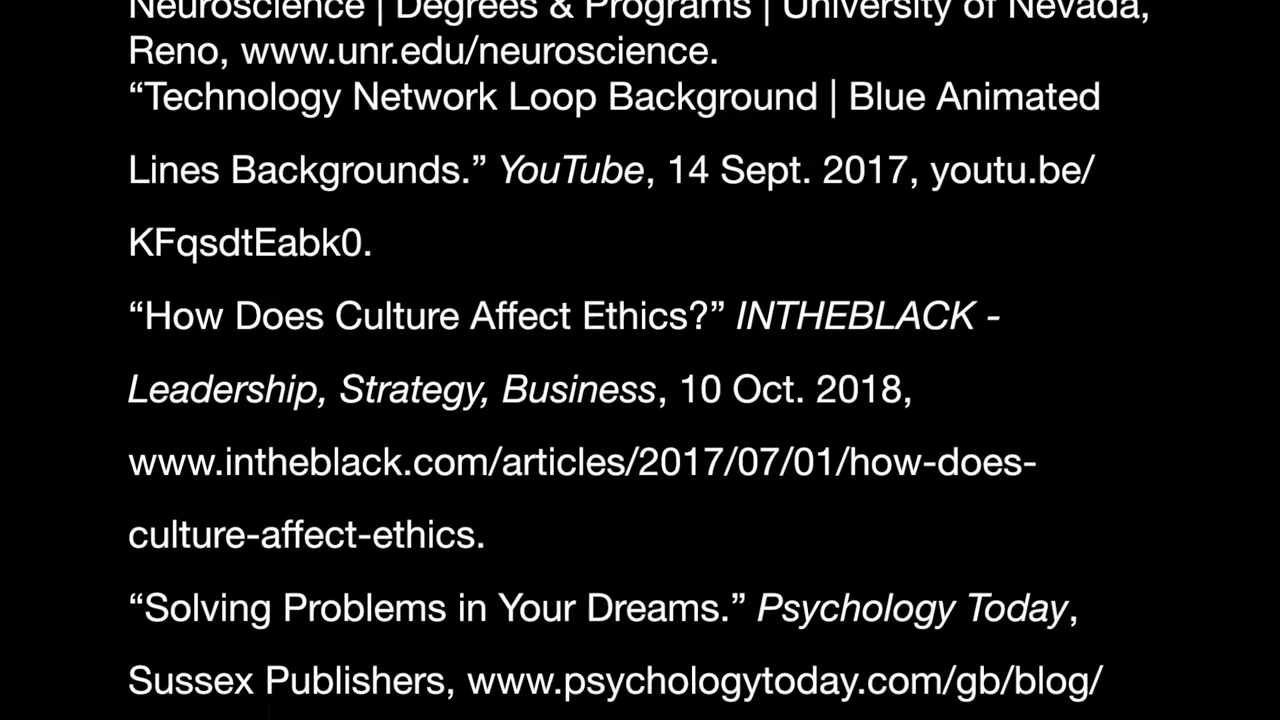 Neuroscience | Degrees & Programs | University of Nevada,
Reno, www.unr.edu/neuroscience.
“Technology Network Loop Background | Blue Animated
Lines Backgrounds.” YouTube, 14 Sept. 2017, youtu.be/
KFqsdtEabk0.
“How Does Culture Affect Ethics?” INTHEBLACK -
Leadership, Strategy, Business, 10 Oct. 2018,
www.intheblack.com/articles/2017/07/01/how-does-
culture-affect-ethics.
“Solving Problems in Your Dreams.” Psychology Today,
Sussex Publishers, www.psychologytoday.com/gb/blog/